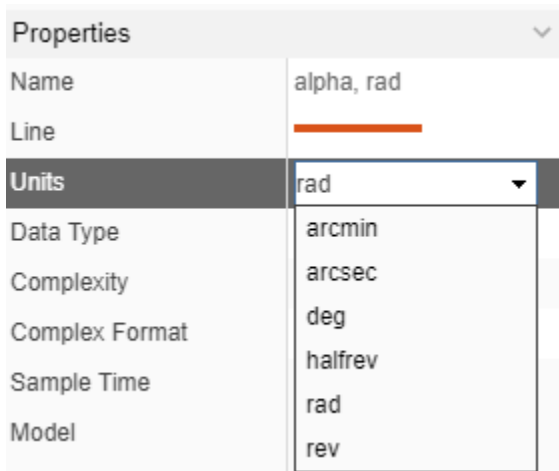 Properties
Name alpha, rad
Line
Units rad
Data Type arcmin
Complexity arcsec
Complex Format deg
Sample Time halfrev
Model rad
rev